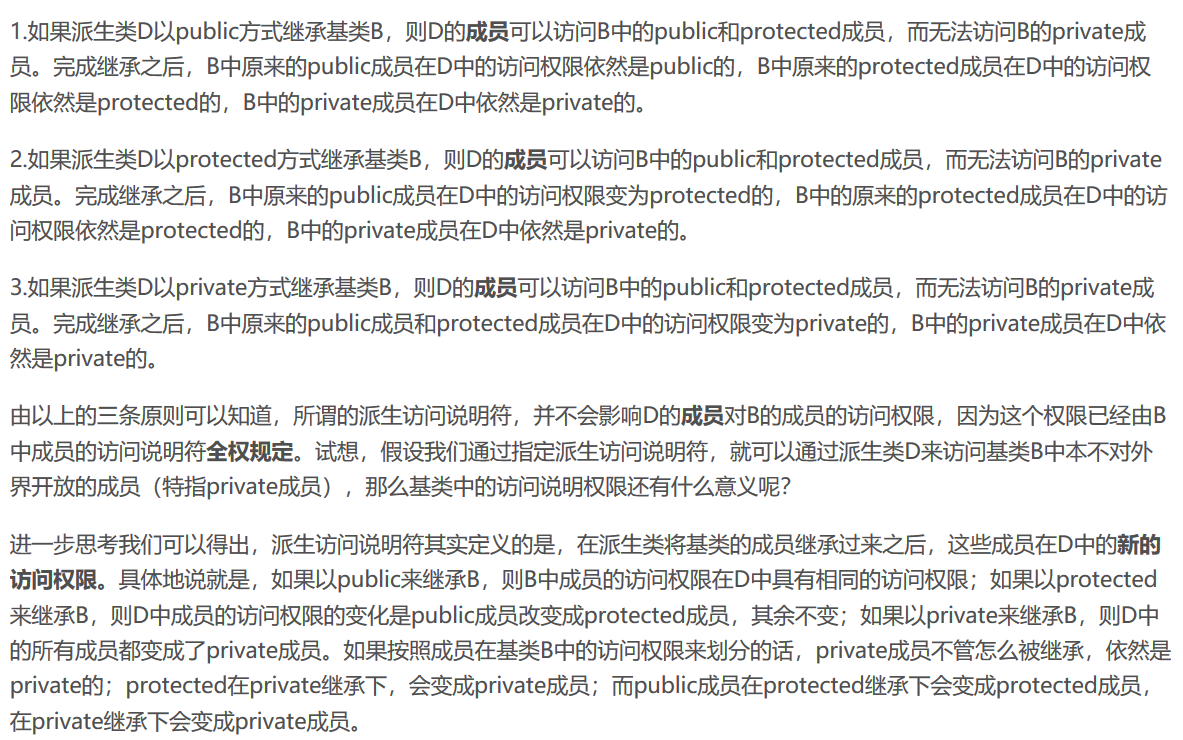 1.如果派生类D以public方式继承基类B，则D的成员可以访问B中的public和protected成员，而无法访问B的private成
员。完成继承之后，B中原来的public成员在D中的访问权限依然是public的，B中原来的protected成员在D中的访问权
限依然是protected的，B中的private成员在D中依然是private的。
2.如果派生类D以protected方式继承基类B，则D的成员可以访问B中的public和protected成员，而无法访问B的private
成员。完成继承之后，B中原来的public成员在D中的访问权限变为protected的，B中的原来的protected成员在D中的访
问权限依然是protected的，B中的private成员在D中依然是private的。
3.如果派生类D以private方式继承基类B，则D的成员可以访问B中的public和protected成员，而无法访问B的private成
员。完成继承之后，B中原来的public成员和protected成员在D中的访问权限变为private的，B中的private成员在D中依
然是private的。
由以上的三条原则可以知道，所谓的派生访问说明符，并不会影响D的成员对B的成员的访问权限，因为这个权限已经由B
中成员的访问说明符全权规定。试想，假设我们通过指定派生访问说明符，就可以通过派生类D来访问基类B中本不对外
界开放的成员（特指private成员），那么基类中的访问说明权限还有什么意义呢？
进一步思考我们可以得出，派生访问说明符其实定义的是，在派生类将基类的成员继承过来之后，这些成员在D中的新的
访问权限。具体地说就是，如果以public来继承B，则B中成员的访问权限在D中具有相同的访问权限；如果以protected
来继承B，则D中成员的访问权限的变化是public成员改变成protected成员，其余不变；如果以private来继承B，则D中
的所有成员都变成了private成员。如果按照成员在基类B中的访问权限来划分的话，private成员不管怎么被继承，依然是
private的；protected在private继承下，会变成private成员；而public成员在protected继承下会变成protected成员，
在private继承下会变成private成员。